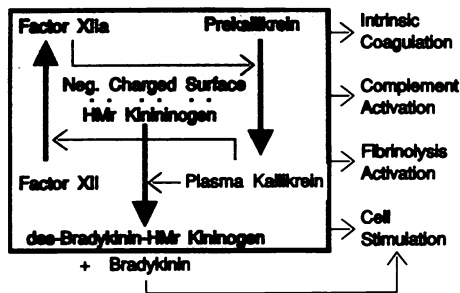 Factor XIIa Prekallikrein
Neg. Charged Surface
HMr Kinininogen
Factor XII Plasma Kallikrein
des-Bradykinin-HMr Kininogen
+ Bradykinin
Intrinsic
Coagulation
Complement
Activation
Fibrinolysis
Activation
Cell
Stimulation